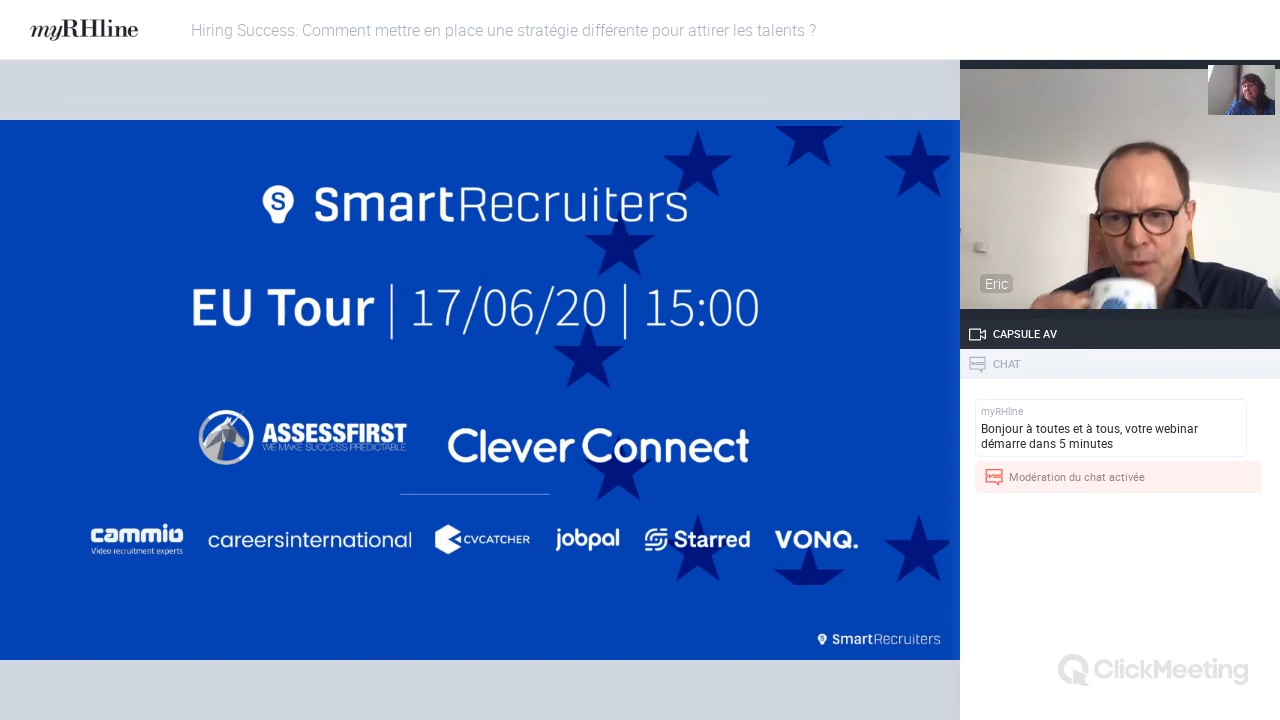 myRHline
Hiring Success: Comment mettre en place une stratégie différente pour attirer les talents ?
S SmartRecruiters
EU Tour | 17/06/20 | 15:00
ASSESSFIRST
WE MAKE SUCCESS PREDICTABLE
Clever Connect
cammio
Video recruitment experts
careersinternational
CVCATCHER
jobpal
Starred
VONQ.
S SmartRecruiters
Eric
CAPSULE AV
CHAT
myRHline
Bonjour à toutes et à tous, votre webinar
démarre dans 5 minutes
Modération du chat activée
ClickMeeting